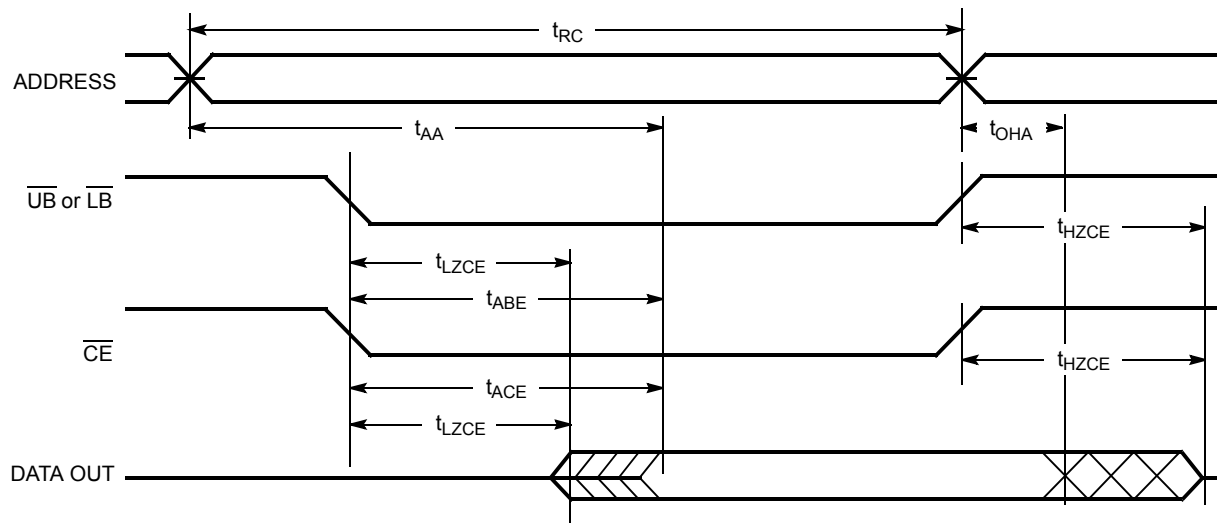 tRC
ADDRESS
tAA
tOHA
UB or LB
tHZCE
tLZCE
tABE
CE
tHZCE
tACE
tLZCE
DATA OUT